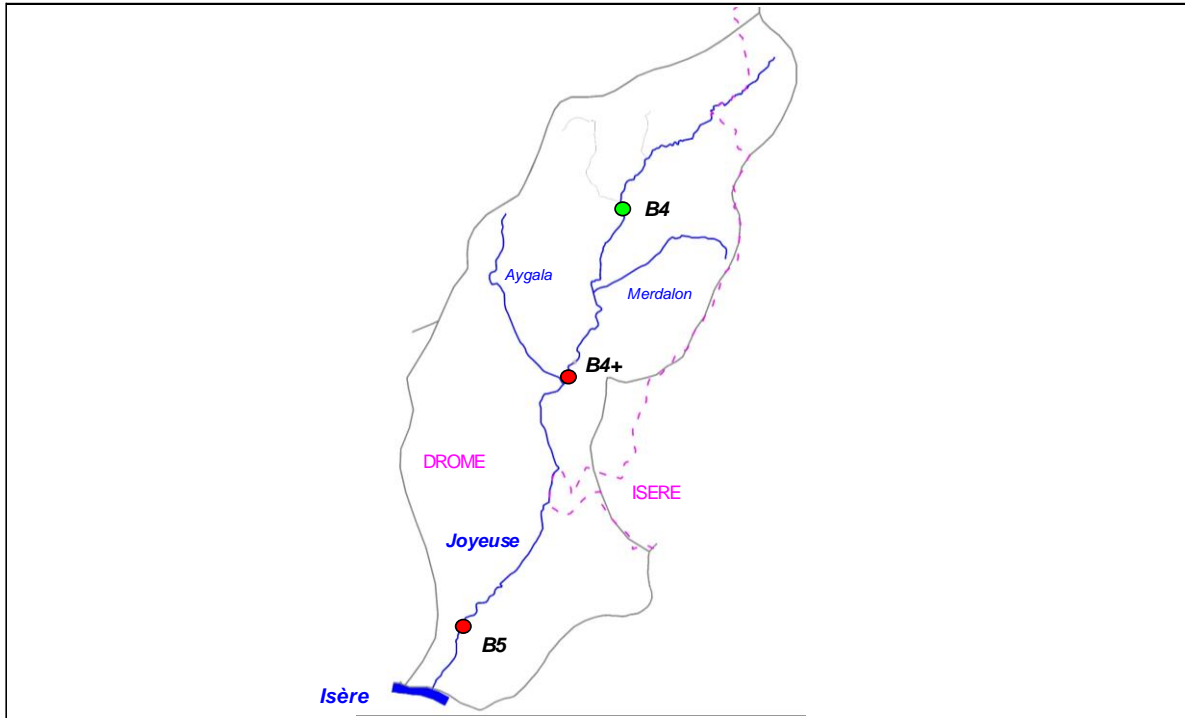 B4
Aygala
Merdalon
B4+
DROME
ISERE
Joyeuse
B5
Isère